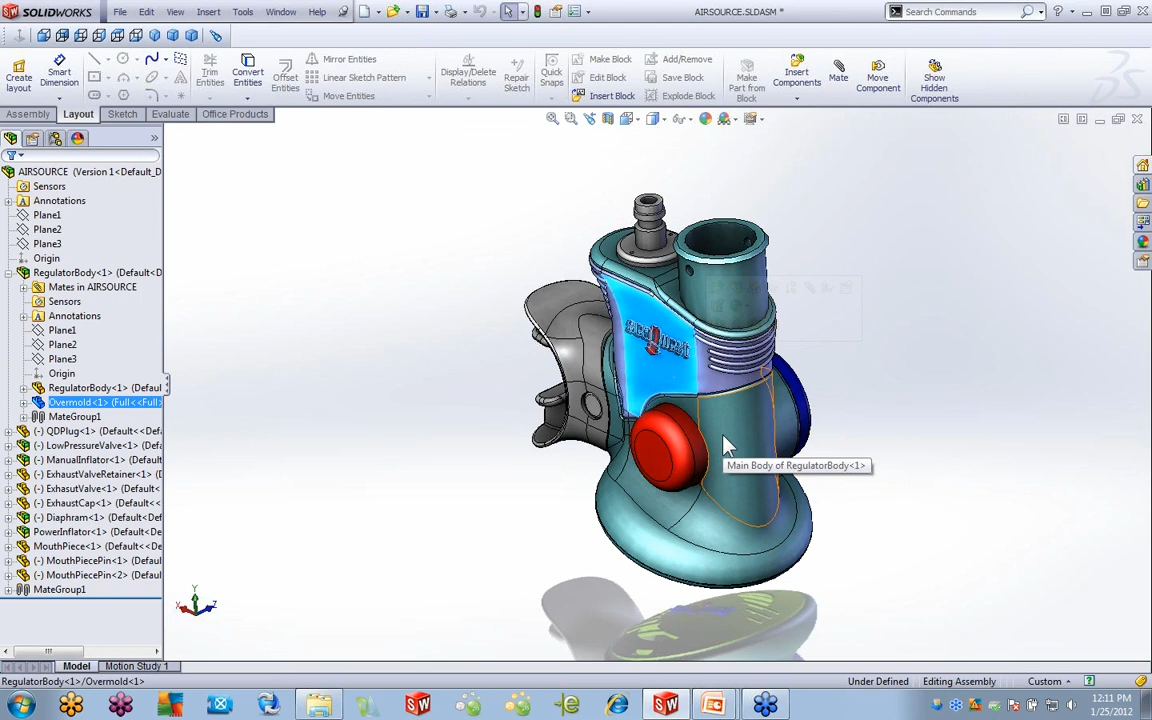 SOLIDWORKS File Edit View Insert Tools Window Help AIRSOURCE.SLDASM * Search Commands
Create layout
Smart Dimension
Trim Entities
Convert Entities
Offset Entities
Mirror Entities
Linear Sketch Pattern
Move Entities
Display/Delete Relations
Repair Sketch
Quick Snaps
Make Block
Edit Block
Insert Block
Add/Remove
Save Block
Explode Block
Make Part from Block
Insert Components
Mate
Move Component
Show Hidden Components
Assembly Layout Sketch Evaluate Office Products
AIRSOURCE (Version 1<Default_D
Sensors
Annotations
Plane1
Plane2
Plane3
Origin
RegulatorBody<1> (Default<D
Mates in AIRSOURCE
Sensors
Annotations
Plane1
Plane2
Plane3
Origin
RegulatorBody<1> (Defaul
Overmold<1> (Full<<Full>
MateGroup1
(-) QDPlug<1> (Default<<De
(-) LowPressureValve<1> (De
(-) ManualInflator<1> (Defau
(-) ExhaustValveRetainer<1>
(-) ExhasutValve<1> (Defaul
(-) ExhaustCap<1> (Default<
(-) Diaphram<1> (Default<De
PowerInflator<1> (Default<D
MouthPiece<1> (Default<<De
(-) MouthPiecePin<1> (Defaul
(-) MouthPiecePin<2> (Defaul
MateGroup1
Main Body of RegulatorBody<1>
Y
X
Z
Model Motion Study 1
RegulatorBody<1>/Overmold<1> Under Defined Editing Assembly Custom
12:11 PM
1/25/2012